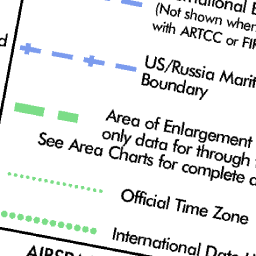 (Not shown when
with ARTCC or FIR
US/Russia Marit
Boundary
Area of Enlargement
only data for through
See Area Charts for complete d
Official Time Zone
International Date